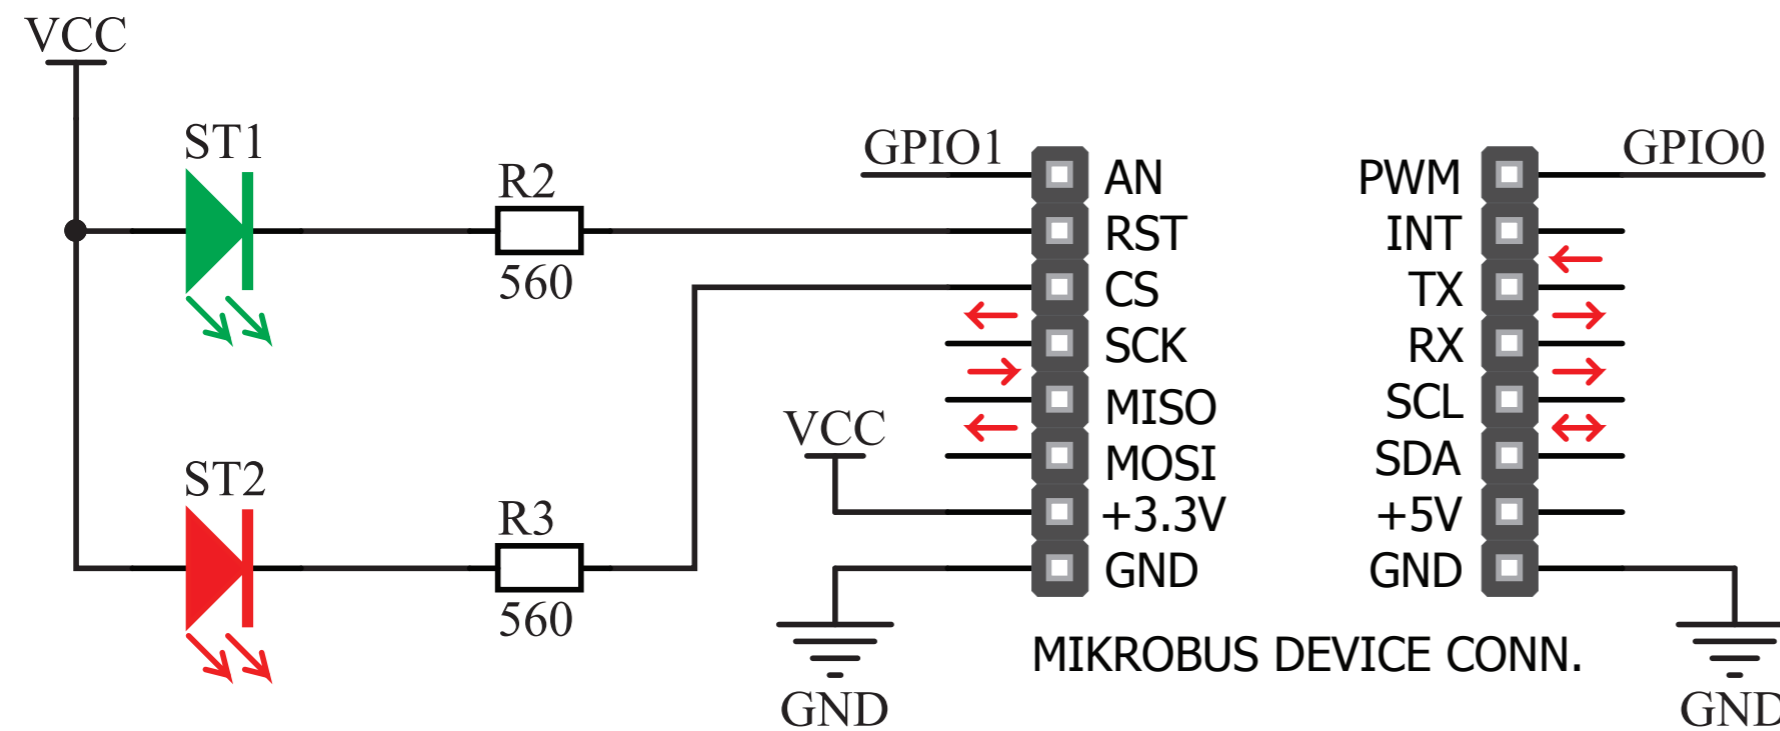 VCC
ST1
R2
560
ST2
R3
560
GPIO1
AN
RST
CS
SCK
MISO
MOSI
+3.3V
GND
VCC
GND
PWM
INT
TX
RX
SCL
SDA
+5V
GND
GPIO0
GND
MIKROBUS DEVICE CONN.